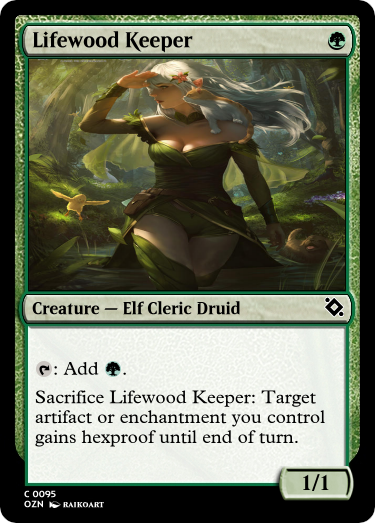 Lifewood Keeper
Creature — Elf Cleric Druid
: Add .
Sacrifice Lifewood Keeper: Target
artifact or enchantment you control
gains hexproof until end of turn.
1/1
C 0095
OZN RAIKOART